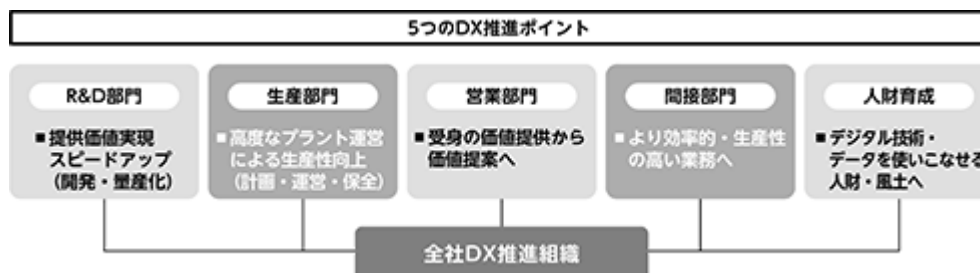 5つのDX推進ポイント
R&D部門
■提供価値実現
スピードアップ
（開発・量産化）
生産部門
■高度なプラント運営
による生産性向上
（計画・運営・保全）
営業部門
■受身の価値提供から
価値提案へ
間接部門
■より効率的・生産性
の高い業務へ
人財育成
■デジタル技術・
データを使いこなせる
人財・風土へ
全社DX推進組織